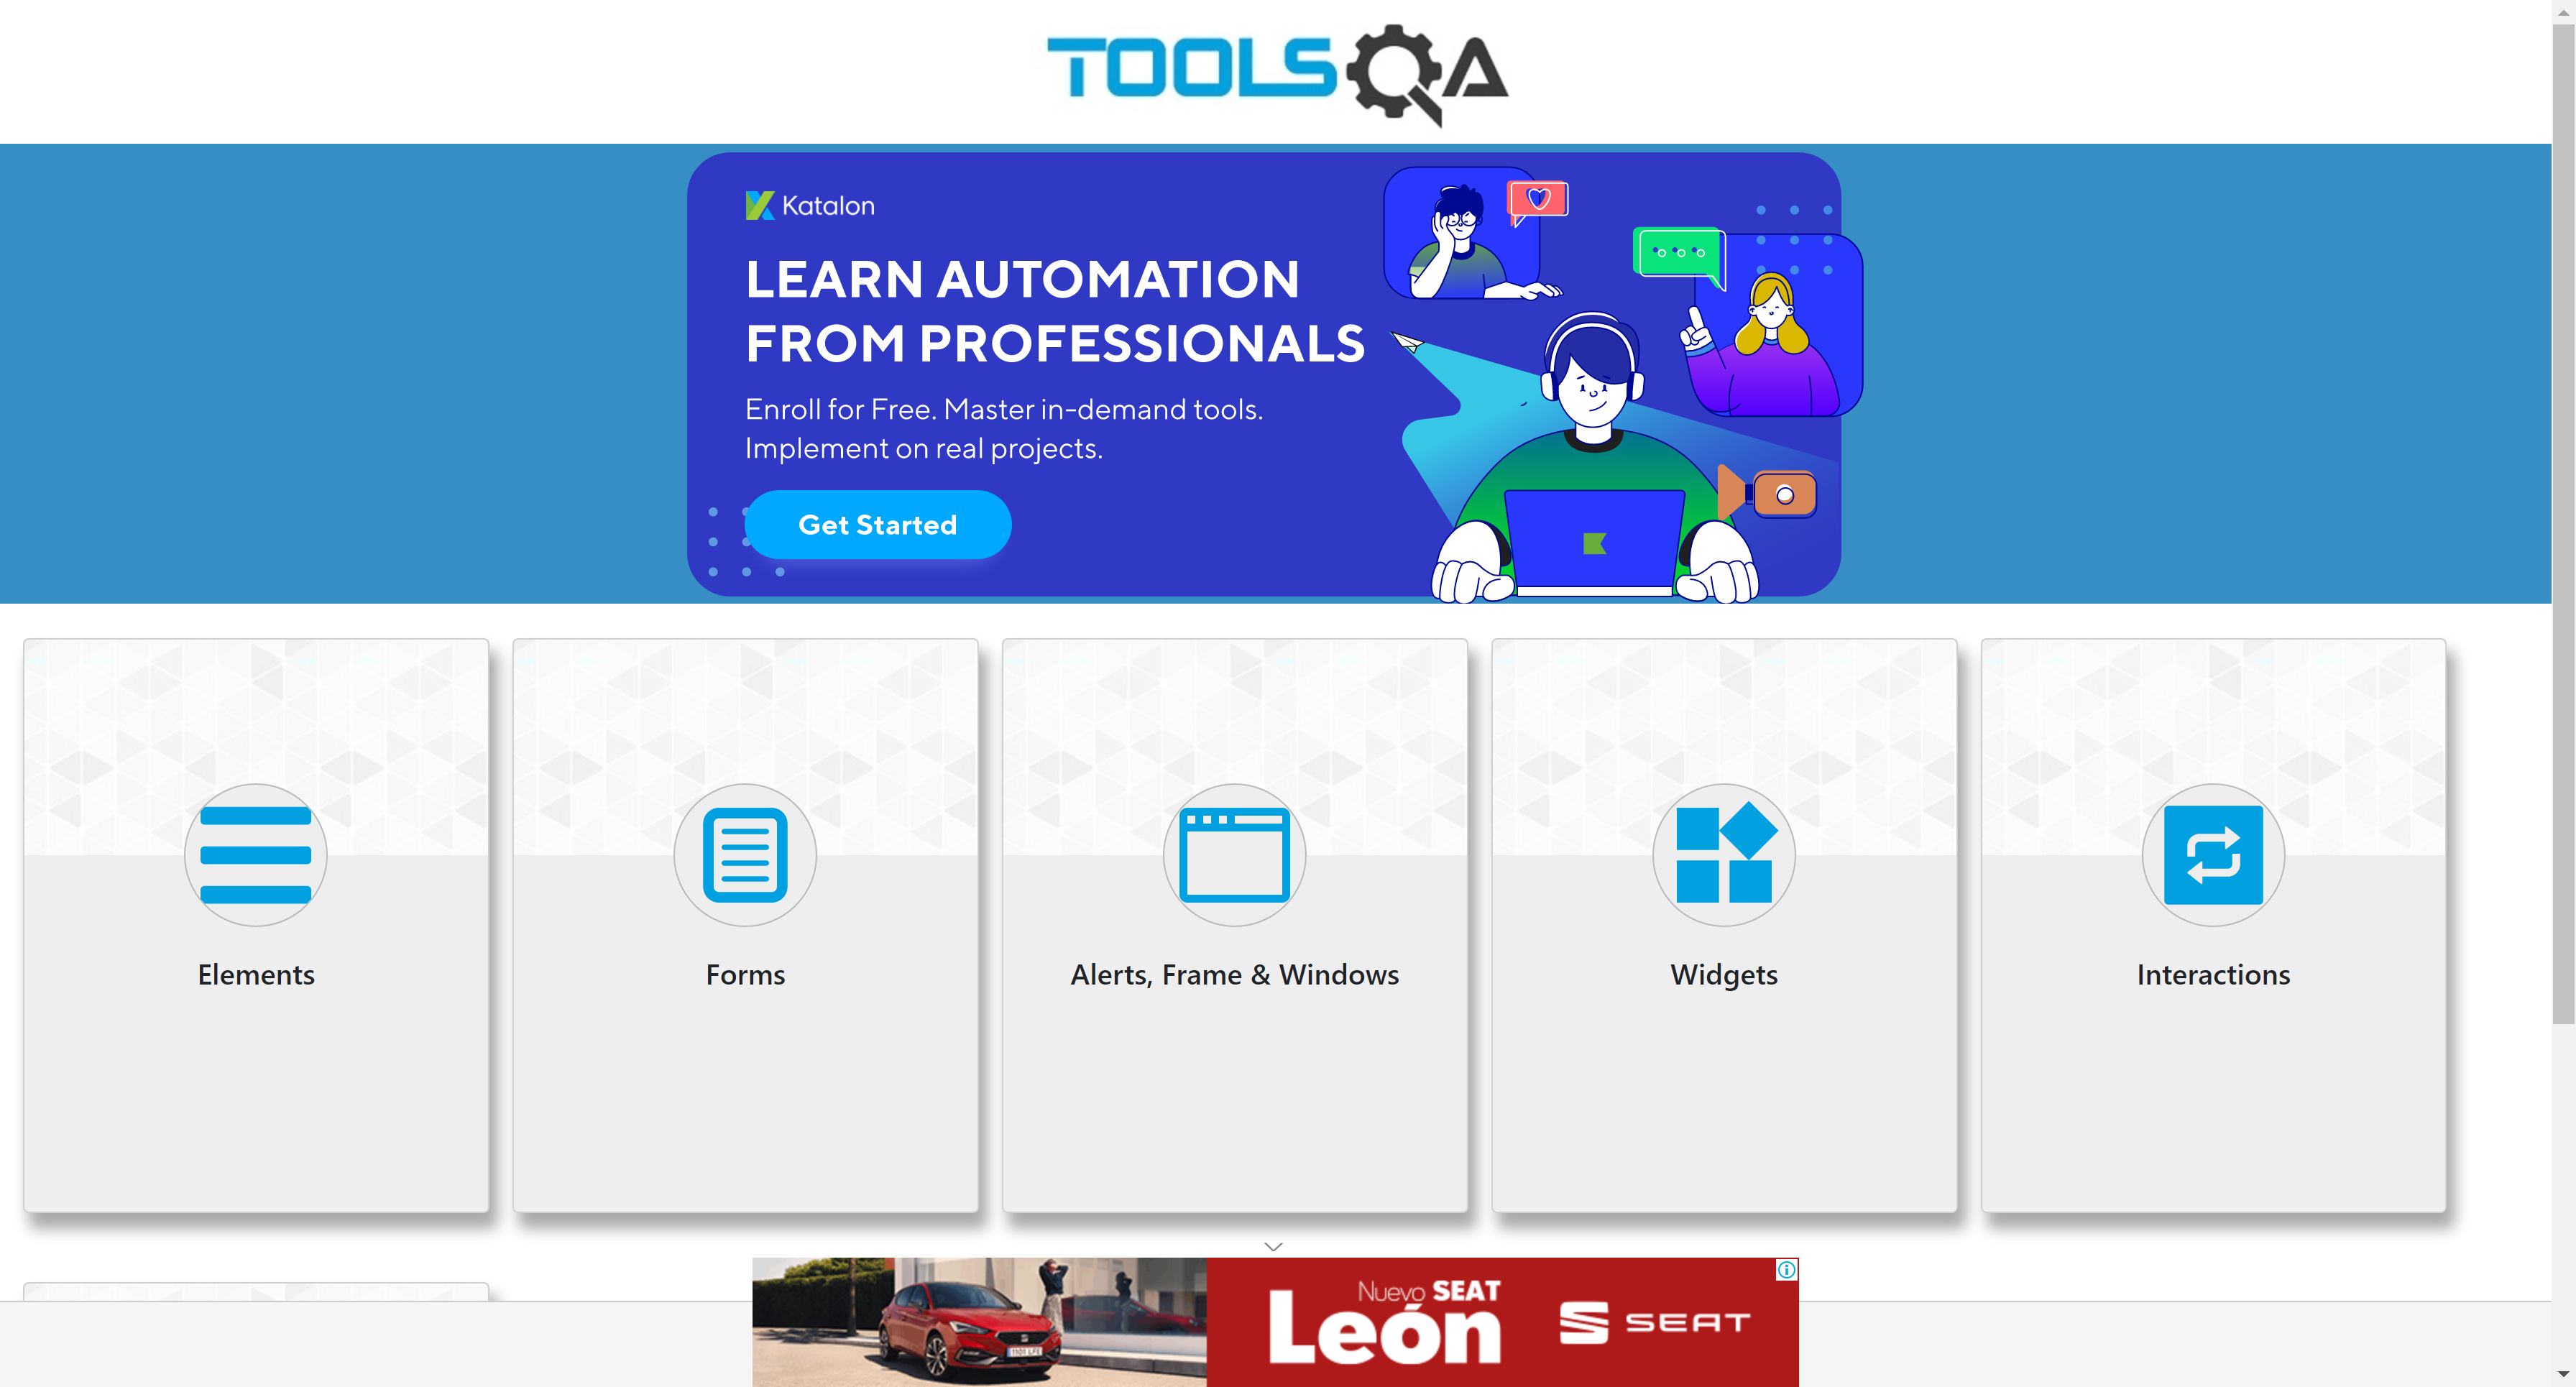 TOOLSQA
Katalon
LEARN AUTOMATION
FROM PROFESSIONALS
Enroll for Free. Master in-demand tools.
Implement on real projects.
Get Started
Elements
Forms
Alerts, Frame & Windows
Widgets
Interactions
Nuevo SEAT
León
SEAT